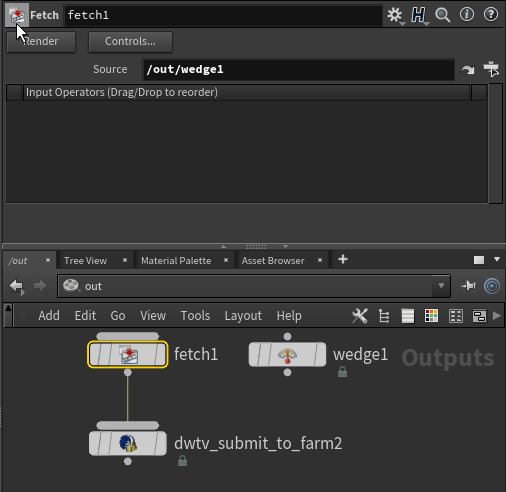 Fetch fetch1
Render Controls...
Source /out/wedge1
Input Operators (Drag/Drop to reorder)
/out × Tree View × Material Palette × Asset Browser × +
out
Add Edit Go View Tools Layout Help
fetch1 wedge1 Outputs
dwtv_submit_to_farm2